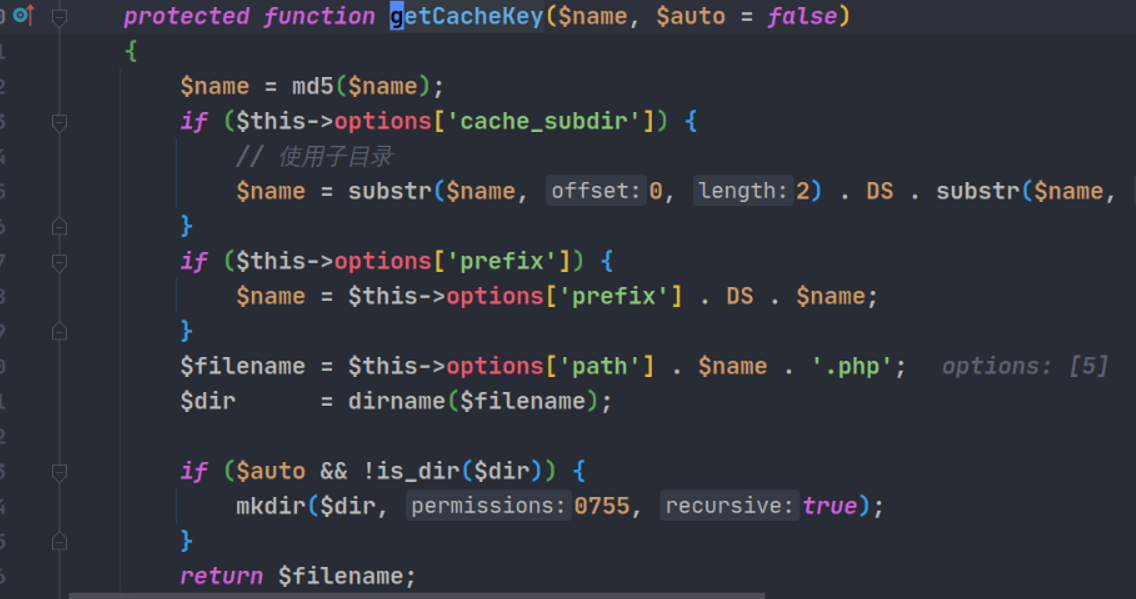 protected function getCacheKey($name, $auto = false)
{
$name = md5($name);
if ($this->options['cache_subdir']) {
// 使用子目录
$name = substr($name, offset: 0, length: 2) . DS . substr($name,
}
if ($this->options['prefix']) {
$name = $this->options['prefix'] . DS . $name;
}
$filename = $this->options['path'] . $name . '.php'; options: [5]
$dir = dirname($filename);
if ($auto && !is_dir($dir)) {
mkdir($dir, permissions: 0755, recursive: true);
}
return $filename;